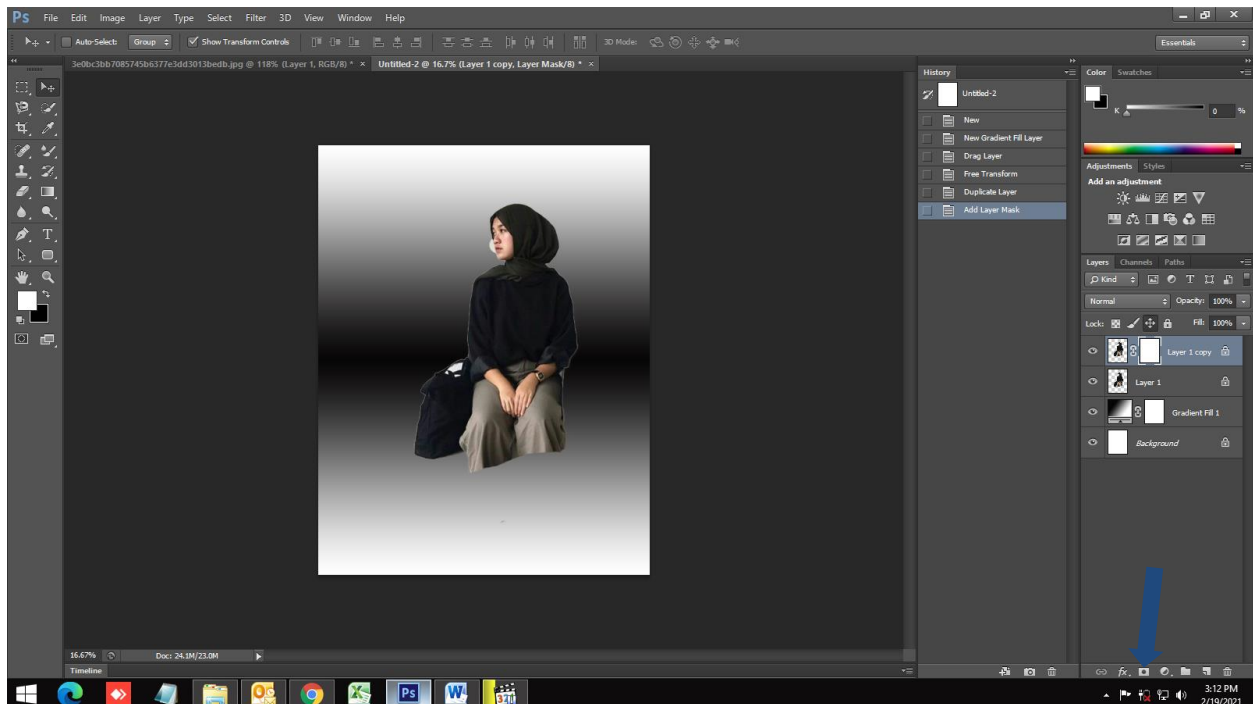 Ps File Edit Image Layer Type Select Filter 3D View Window Help
Auto-Select: Group Show Transform Controls 3D Mode: Essentials
3e0bc3bb7085745b6377e3dd3013bedb.jpg @ 118% (Layer 1, RGB/8) * × Untitled-2 @ 16.7% (Layer 1 copy, Layer Mask/8) * ×
History
Untitled-2
New
New Gradient Fill Layer
Drag Layer
Free Transform
Duplicate Layer
Add Layer Mask
Color Swatches
K 0 %
Adjustments Styles
Add an adjustment
Layers Channels Paths
Kind
Normal Opacity: 100%
Lock: Fill: 100%
Layer 1 copy
Layer 1
Gradient Fill 1
Background
16.67% Doc: 24.1M/23.0M
Timeline
fx
Ps W 321
3:12 PM
2/19/2021